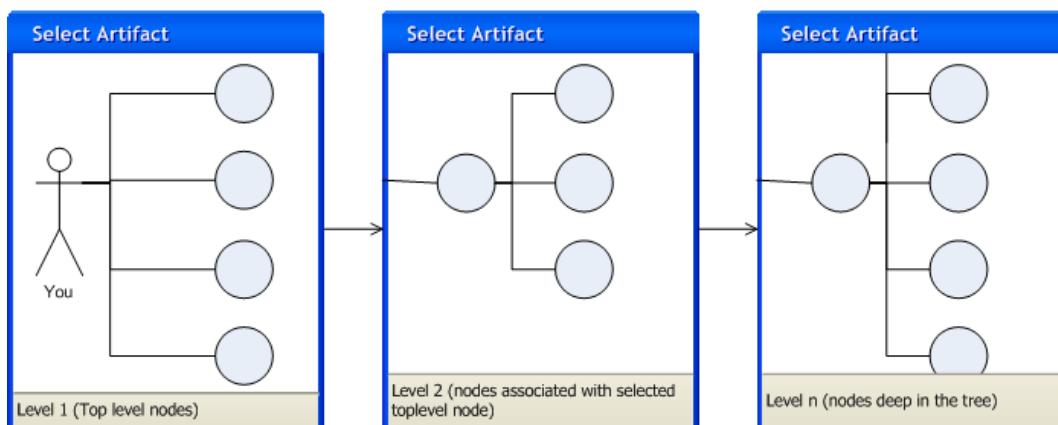 Select Artifact
Select Artifact
Select Artifact
You
Level 1 (Top level nodes)
Level 2 (nodes associated with selected
toplevel node)
Level n (nodes deep in the tree)